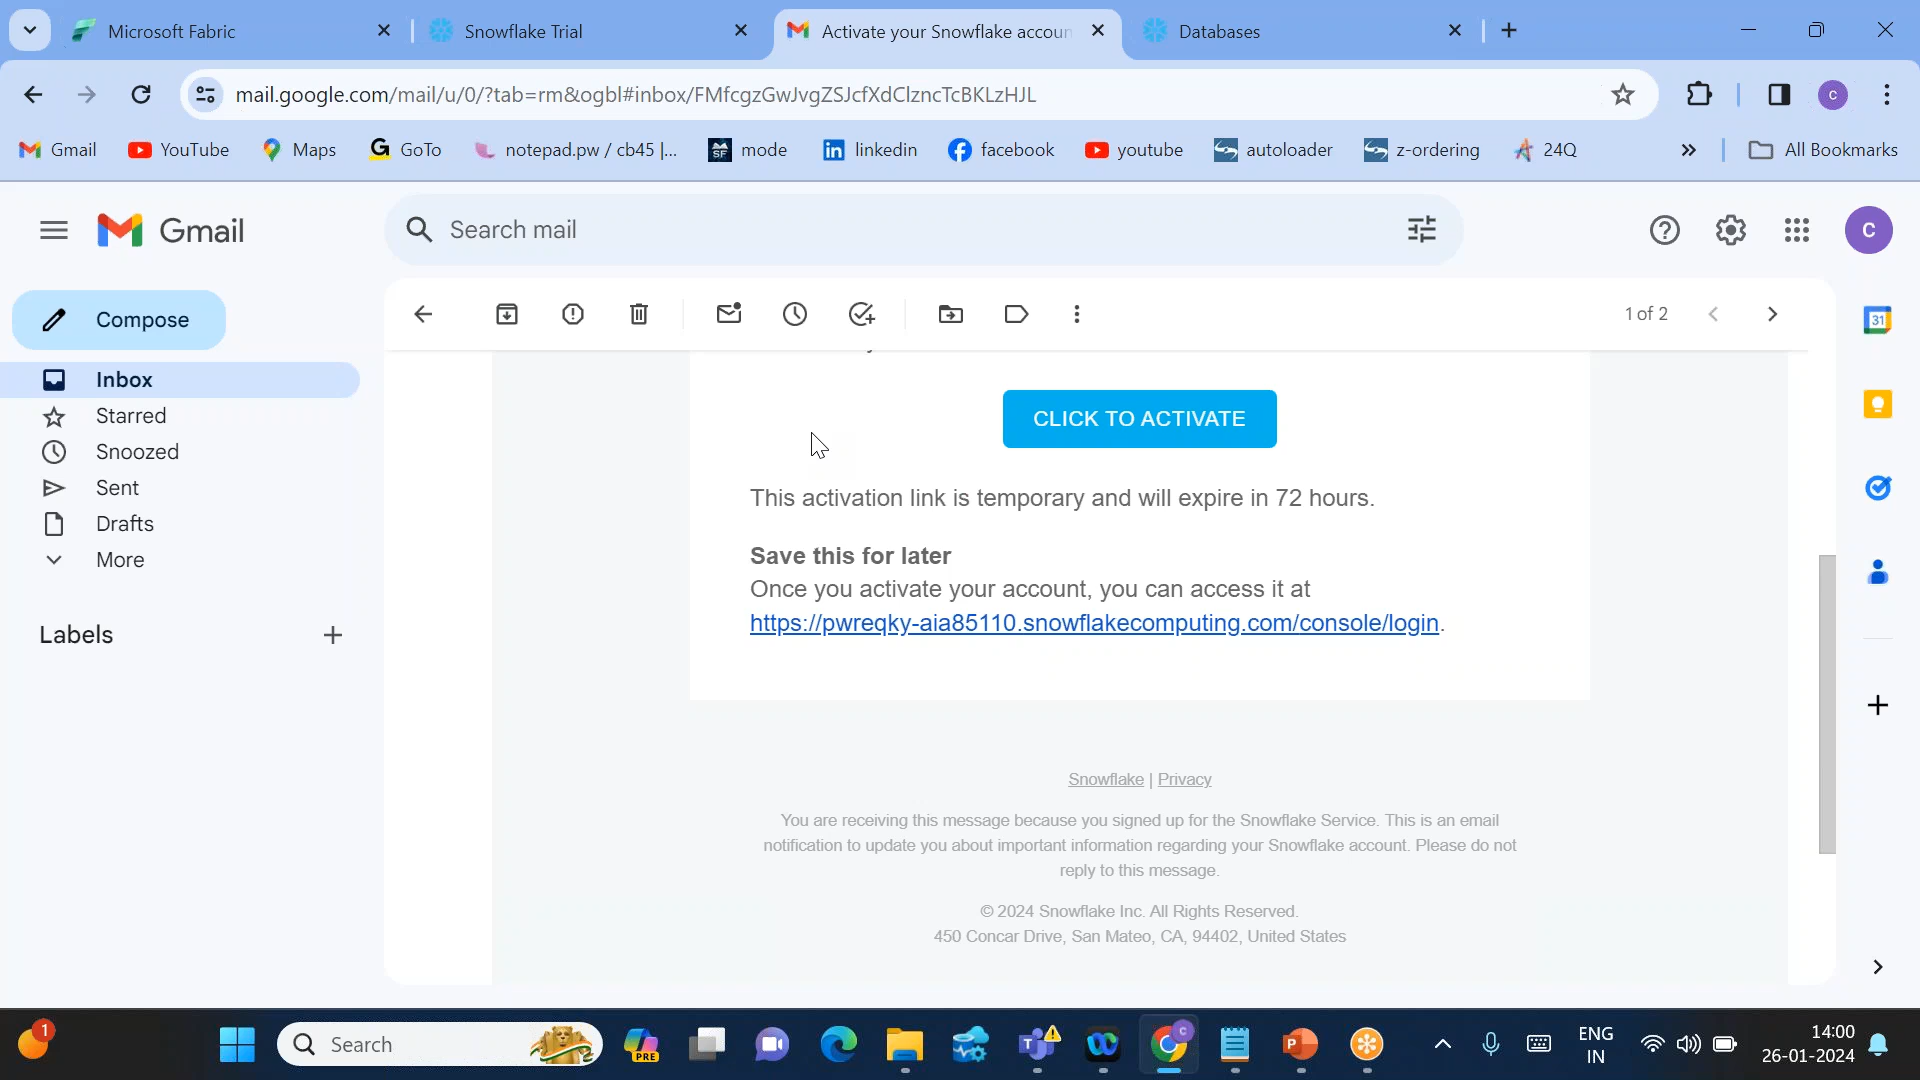 Microsoft Fabric
Snowflake Trial
Activate your Snowflake accoun
Databases
mail.google.com/mail/u/0/?tab=rm&ogbl#inbox/FMfcgzGwJvgZSJcfXdClzncTcBKLzHJL
C
Gmail
YouTube
Maps
GoTo
notepad.pw / cb45 |...
mode
linkedin
facebook
youtube
autoloader
z-ordering
24Q
All Bookmarks
Gmail
Search mail
C
Compose
1 of 2
31
Inbox
Starred
Snoozed
Sent
Drafts
More
Labels
CLICK TO ACTIVATE
This activation link is temporary and will expire in 72 hours.
Save this for later
Once you activate your account, you can access it at
https://pwreqky-aia85110.snowflakecomputing.com/console/login.
Snowflake | Privacy
You are receiving this message because you signed up for the Snowflake Service. This is an email
notification to update you about important information regarding your Snowflake account. Please do not
reply to this message.
© 2024 Snowflake Inc. All Rights Reserved.
450 Concar Drive, San Mateo, CA, 94402, United States
1
Search
PRE
C
ENG
IN
14:00
26-01-2024